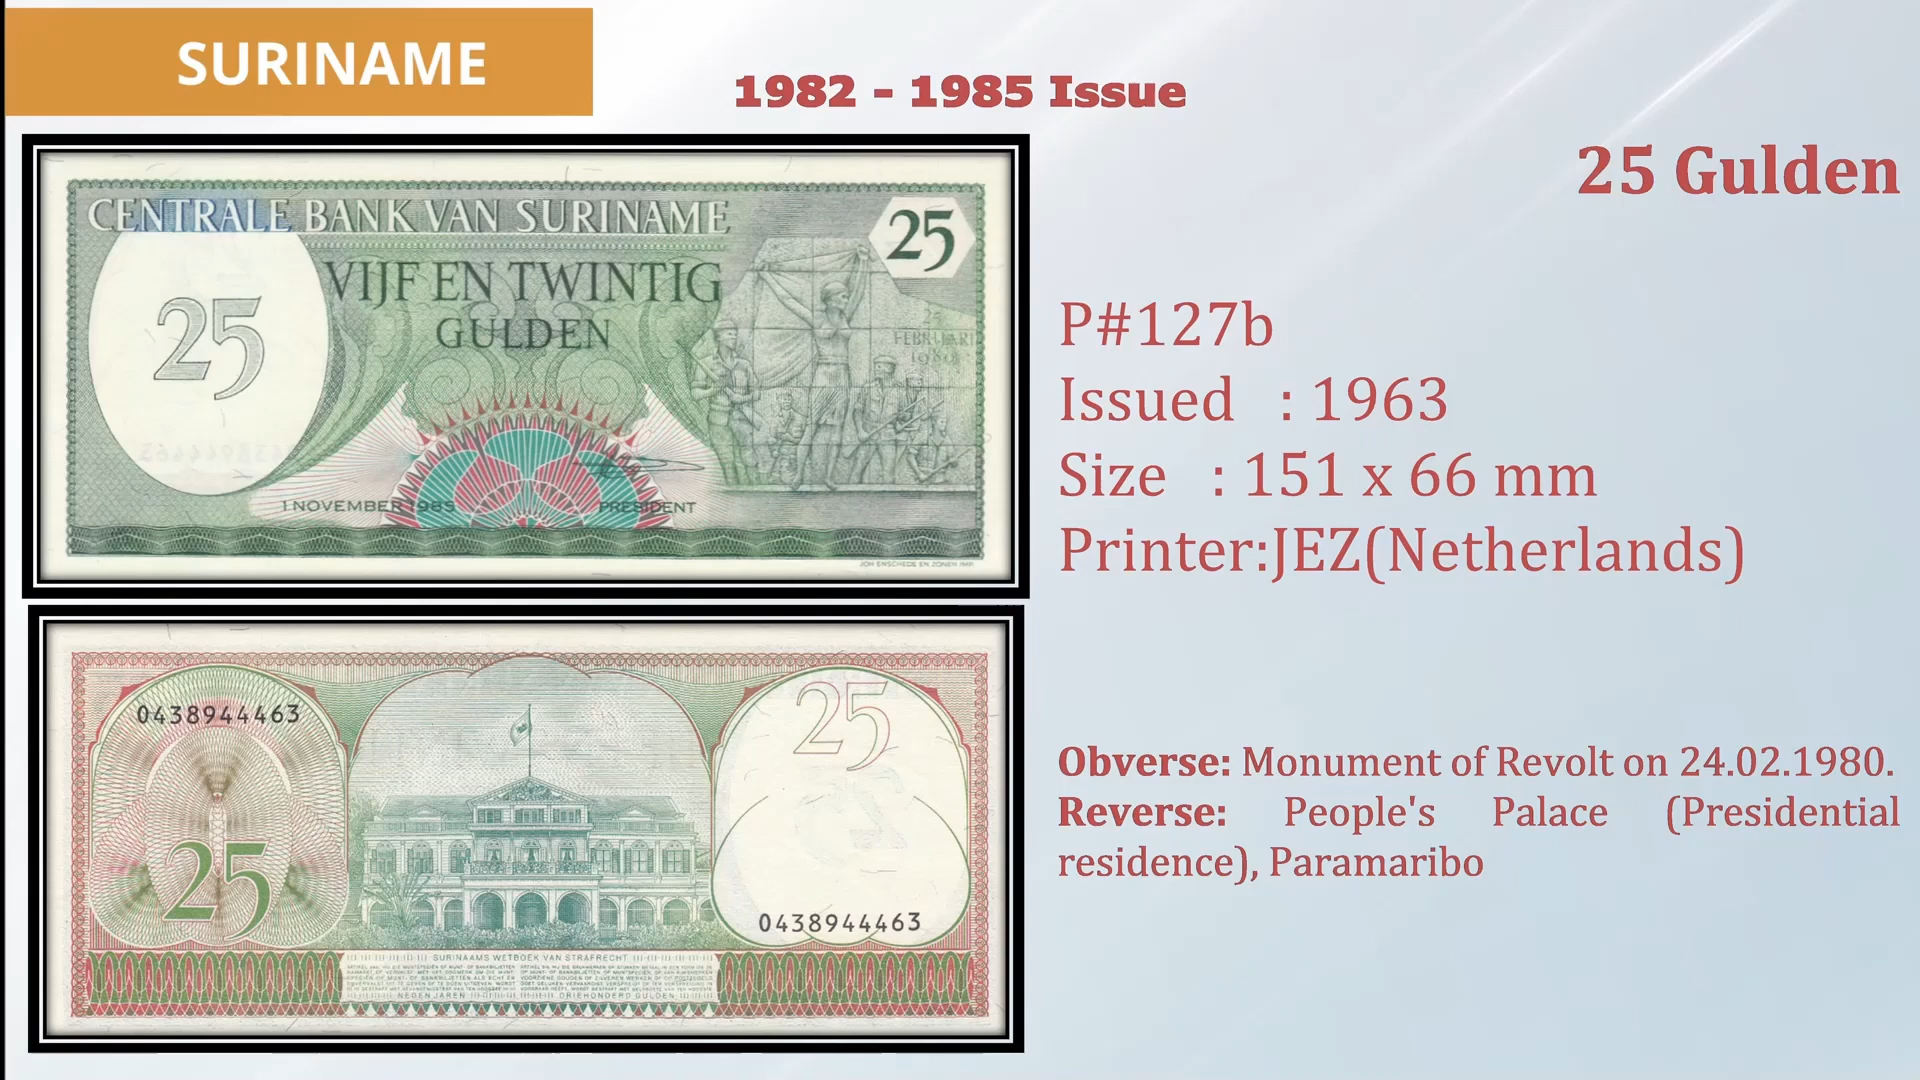 SURINAME
1982 - 1985 Issue
25 Gulden
CENTRALE BANK VAN SURINAME
25
VIJF EN TWINTIG
GULDEN
25
25
FEBRUARI
1980
1 NOVEMBER 1985
PRESIDENT
JOH. ENSCHEDE EN ZONEN IMP.
P#127b
Issued : 1963
Size : 151 x 66 mm
Printer:JEZ(Netherlands)
0438944463
25
25
0438944463
SURINAAMS WETBOEK VAN STRAFRECHT
NEGEN JAREN
DRIEHONDERD GULDEN
Obverse: Monument of Revolt on 24.02.1980.
Reverse: People's Palace (Presidential
residence), Paramaribo